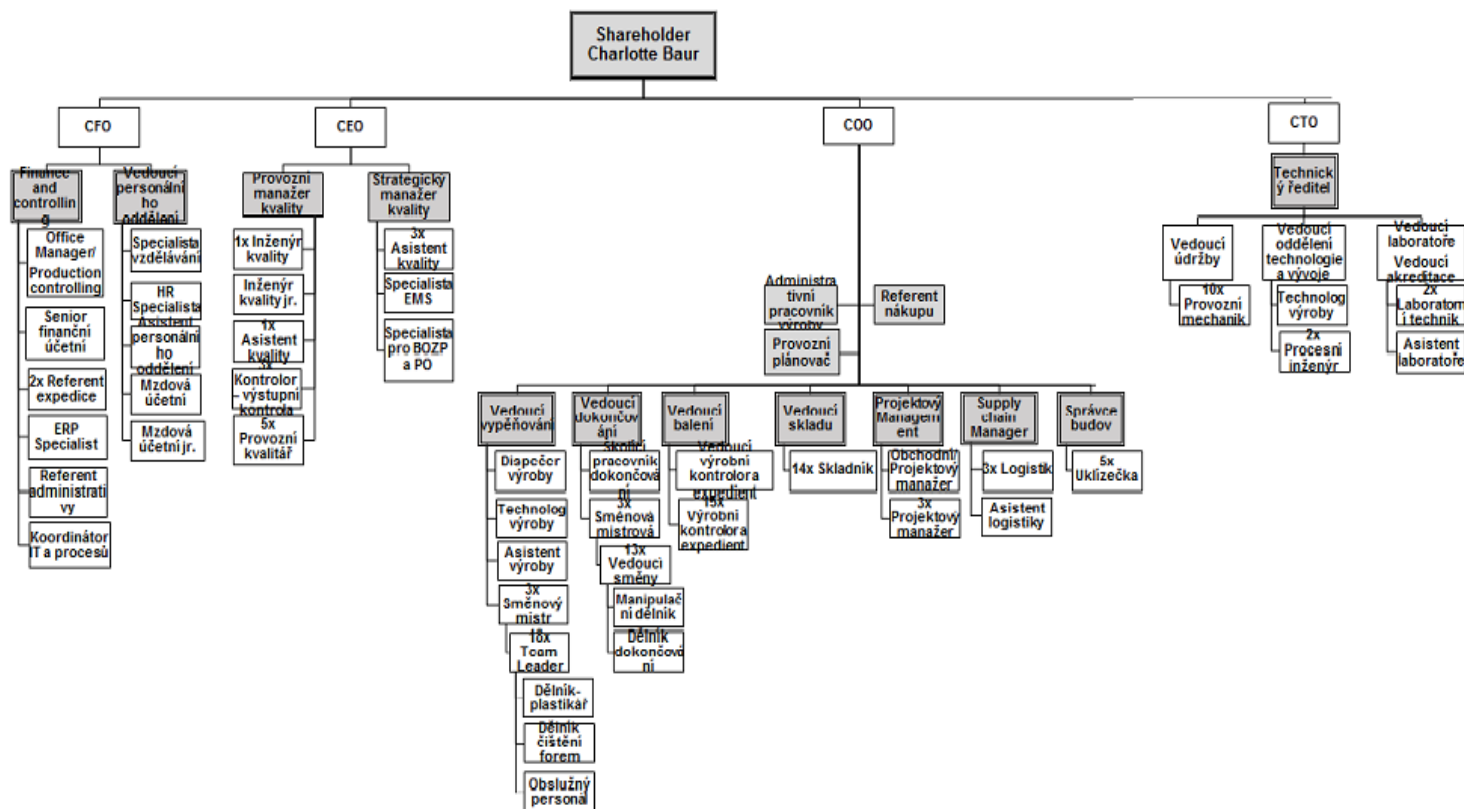 Shareholder
Charlotte Baur
CFO
CEO
COO
CTO
Finance
and
controllin
g
Vedoucí
personální
ho
oddělení
Provozní
manažer
kvality
Strategický
manažer
kvality
Technick
ý ředitel
Office
Manager/
Production
controlling
Senior
finanční
účetní
2x Referent
expedice
ERP
Specialist
Referent
administrati
vy
Koordinátor
IT a procesů
Specialista
vzdělávání
HR
Specialista
Asistent
personální
ho
oddělení
Mzdová
účetní
Mzdová
účetní jr.
1x Inženýr
kvality
Inženýr
kvality jr.
1x
Asistent
kvality
3x
Kontrolor
– výstupní
kontrola
5x
Provozní
kvalitář
3x
Asistent
kvality
Specialista
EMS
Specialista
pro BOZP
a PO
Administra
tivní
pracovník
výroby
Referent
nákupu
Provozní
plánovač
Vedoucí
údržby
10x
Provozní
mechanik
Vedoucí
oddělení
technologie
a vývoje
Technolog
výroby
2x
Procesní
inženýr
Vedoucí
laboratoře
Vedoucí
akreditace
2x
Laboratorn
í technik
Asistent
laboratoře
Vedoucí
vypěňování
Vedoucí
dokončov
ání
Vedoucí
balení
Vedoucí
skladu
Projektový
Managem
ent
Supply
chain
Manager
Správce
budov
Dispečer
výroby
Technolog
výroby
Asistent
výroby
3x
Směnový
mistr
18x
Team
Leader
Dělník-
plastikář
Dělník
čištění
forem
Obslužný
personál
Školící
pracovník
dokončová
ní
3x
Směnová
mistrová
13x
Vedoucí
směny
Manipulač
ní dělník
Dělník
dokončová
ní
Vedoucí
výrobní
kontrolor a
expedient
15x
Výrobní
kontrolor a
expedient
14x Skladník
Obchodní/
Projektový
manažer
3x
Projektový
manažer
3x Logistik
Asistent
logistiky
5x
Uklízečka